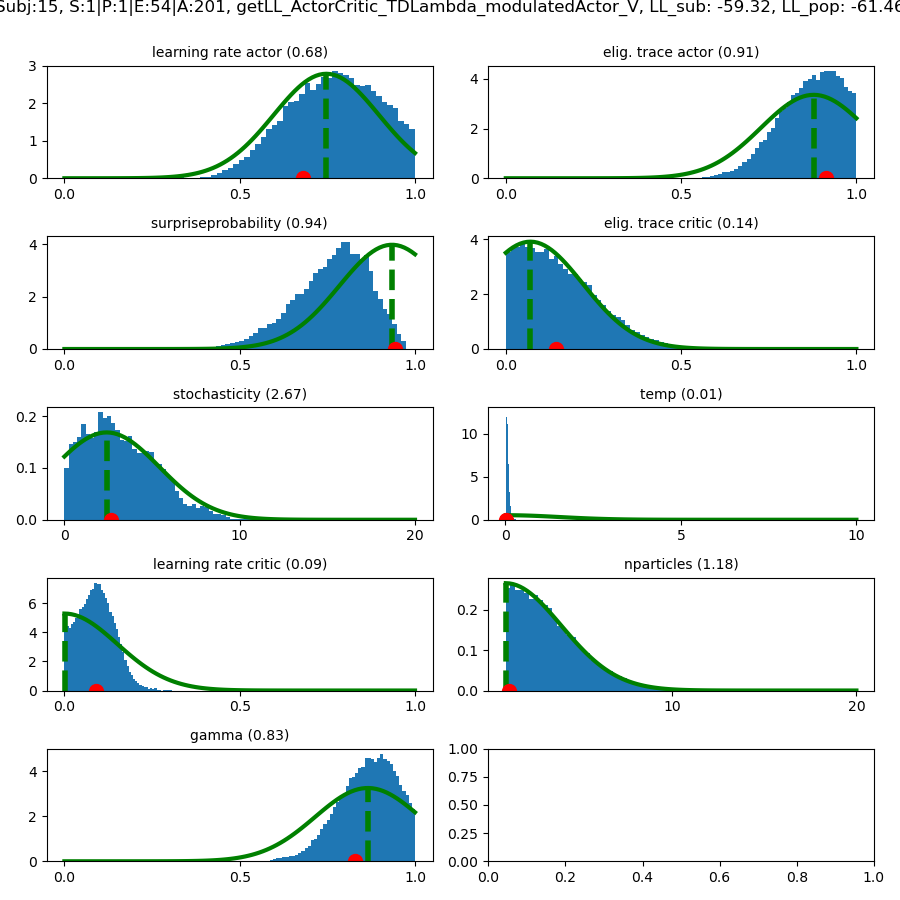 Subj:15, S:1|P:1|E:54|A:201, getLL_ActorCritic_TDLambda_modulatedActor_V, LL_sub: -59.32, LL_pop: -61.46
learning rate actor (0.68)
3
2
1
0
0.0 0.5 1.0
elig. trace actor (0.91)
4
2
0
0.0 0.5 1.0
surpriseprobability (0.94)
4
2
0
0.0 0.5 1.0
elig. trace critic (0.14)
4
2
0
0.0 0.5 1.0
stochasticity (2.67)
0.2
0.1
0.0
0 10 20
temp (0.01)
10
5
0
0 5 10
learning rate critic (0.09)
6
4
2
0
0.0 0.5 1.0
nparticles (1.18)
0.2
0.1
0.0
10 20
gamma (0.83)
4
2
0
0.0 0.5 1.0
1.00
0.75
0.50
0.25
0.00
0.0 0.2 0.4 0.6 0.8 1.0